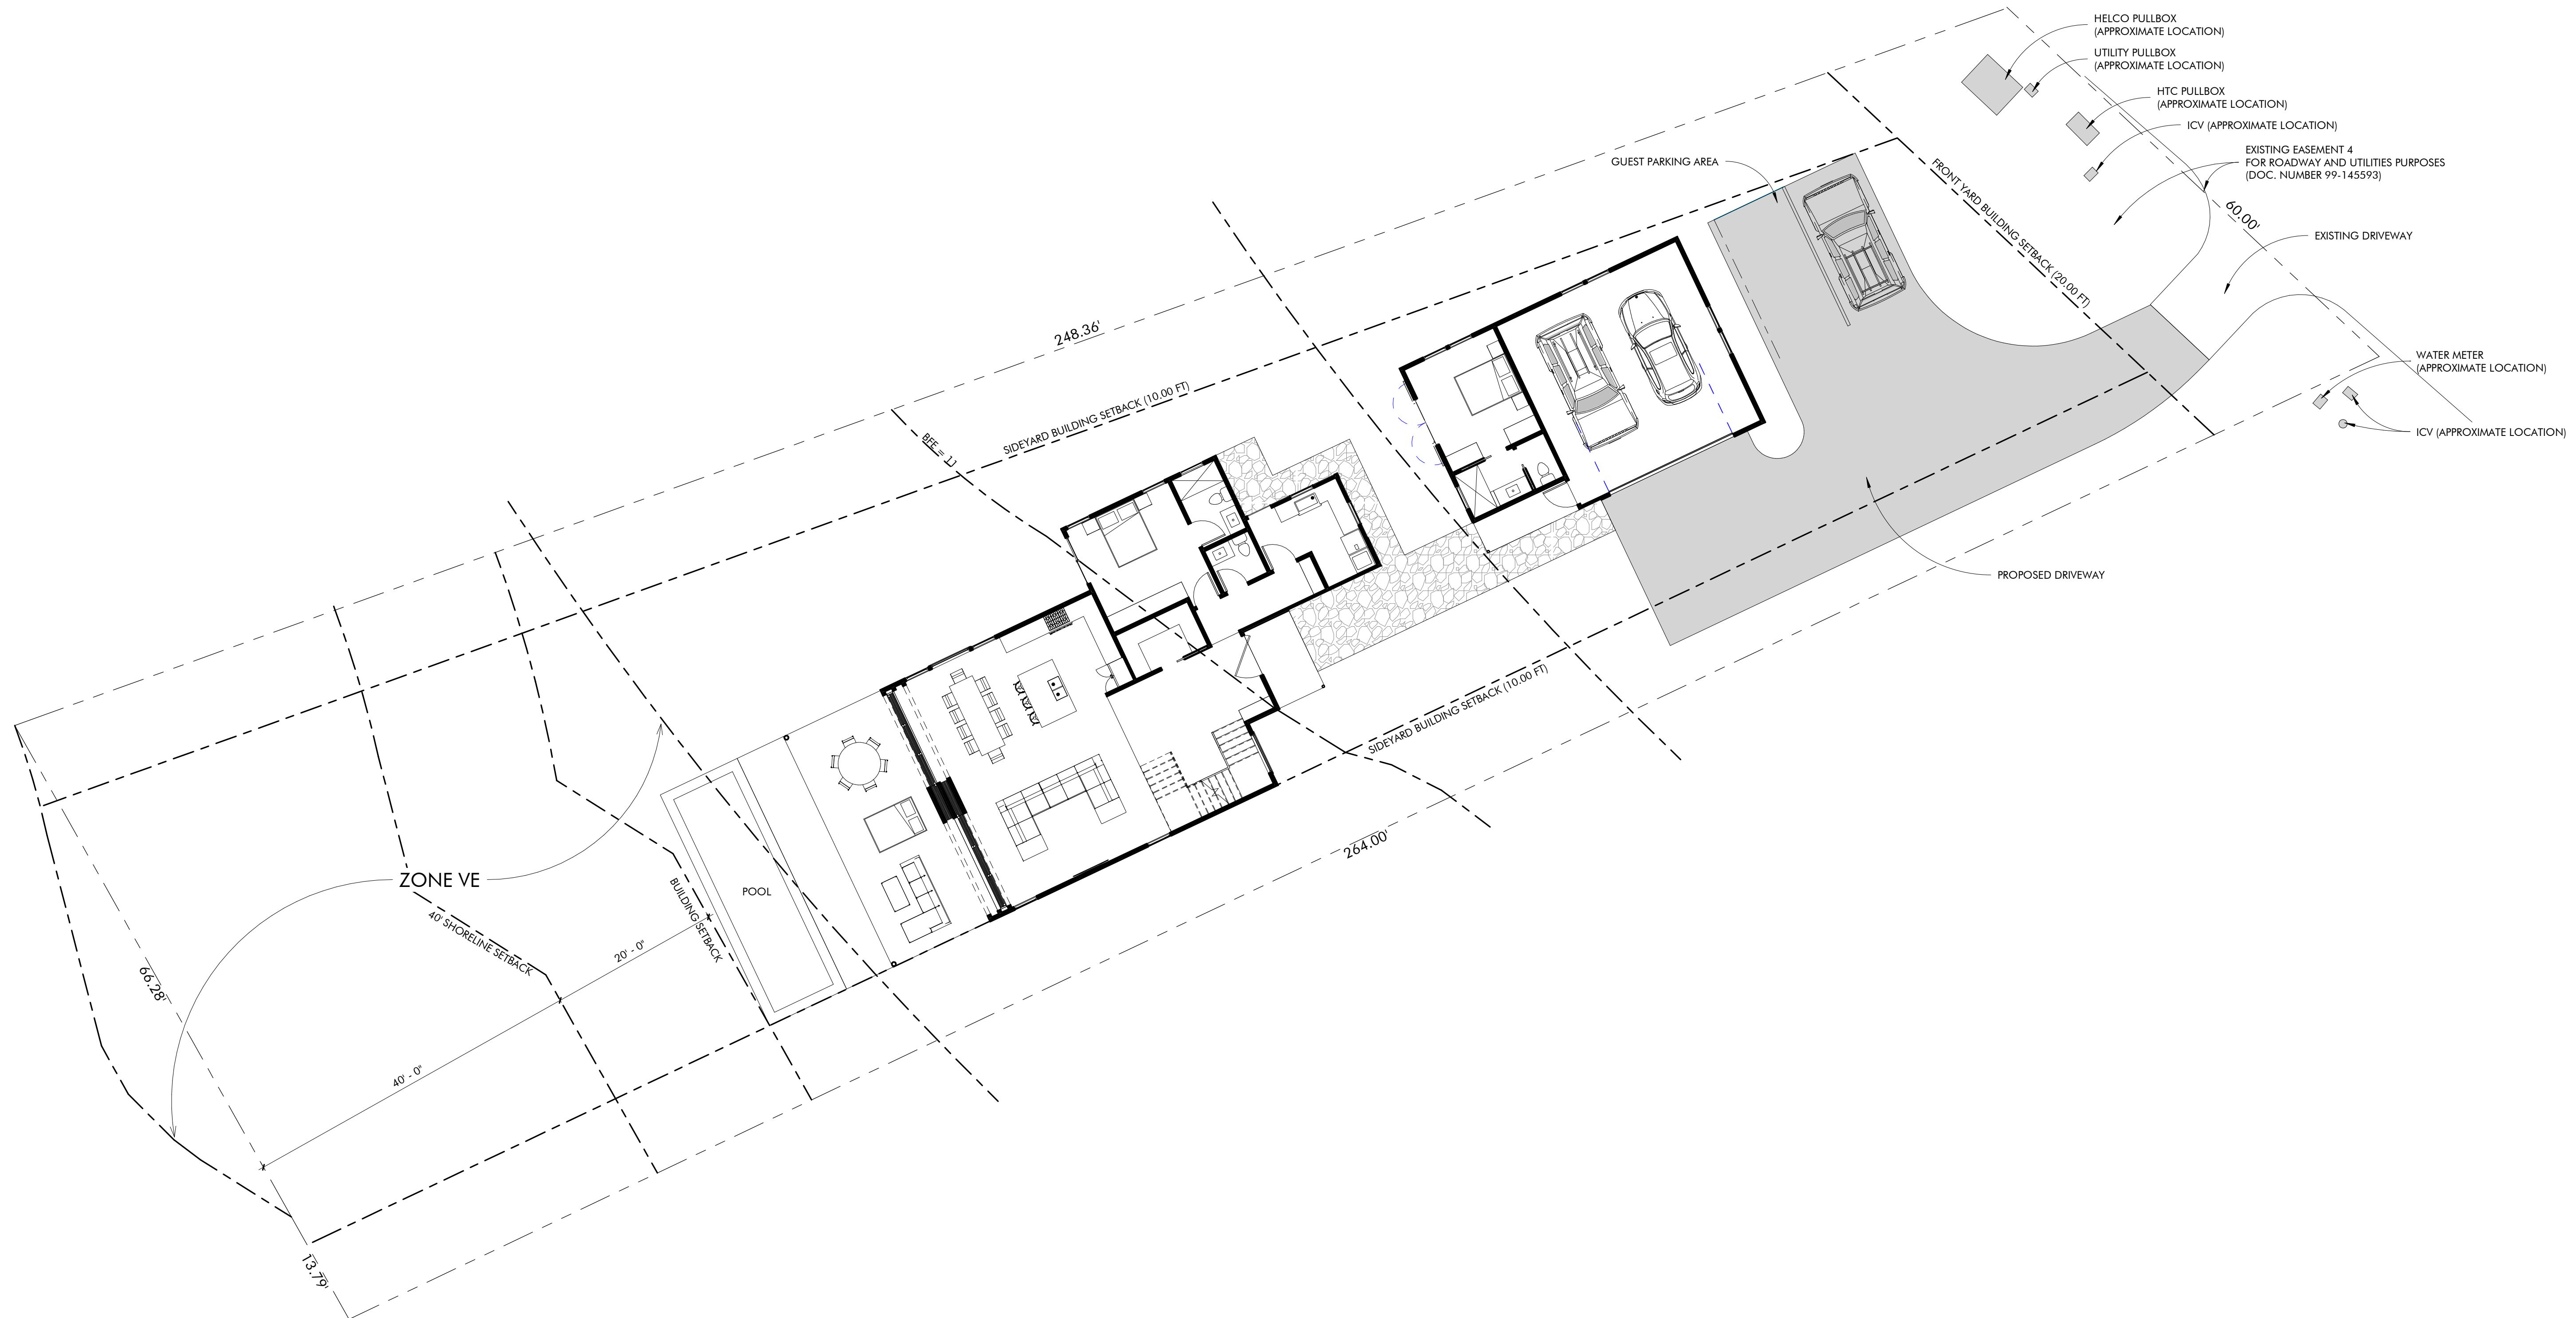 HELCO PULLBOX
(APPROXIMATE LOCATION)
UTILITY PULLBOX
(APPROXIMATE LOCATION)
HTC PULLBOX
(APPROXIMATE LOCATION)
ICV (APPROXIMATE LOCATION)
EXISTING EASEMENT 4
FOR ROADWAY AND UTILITIES PURPOSES
(DOC. NUMBER 99-145593)
GUEST PARKING AREA
FRONT YARD BUILDING SETBACK (20.00 FT)
60.00'
EXISTING DRIVEWAY
WATER METER
(APPROXIMATE LOCATION)
ICV (APPROXIMATE LOCATION)
248.36'
SIDEYARD BUILDING SETBACK (10.00 FT)
BFE = 11
PROPOSED DRIVEWAY
SIDEYARD BUILDING SETBACK (10.00 FT)
264.00'
ZONE VE
POOL
BUILDING SETBACK
40' SHORELINE SETBACK
20' - 0"
66.28'
40' - 0"
13.79'